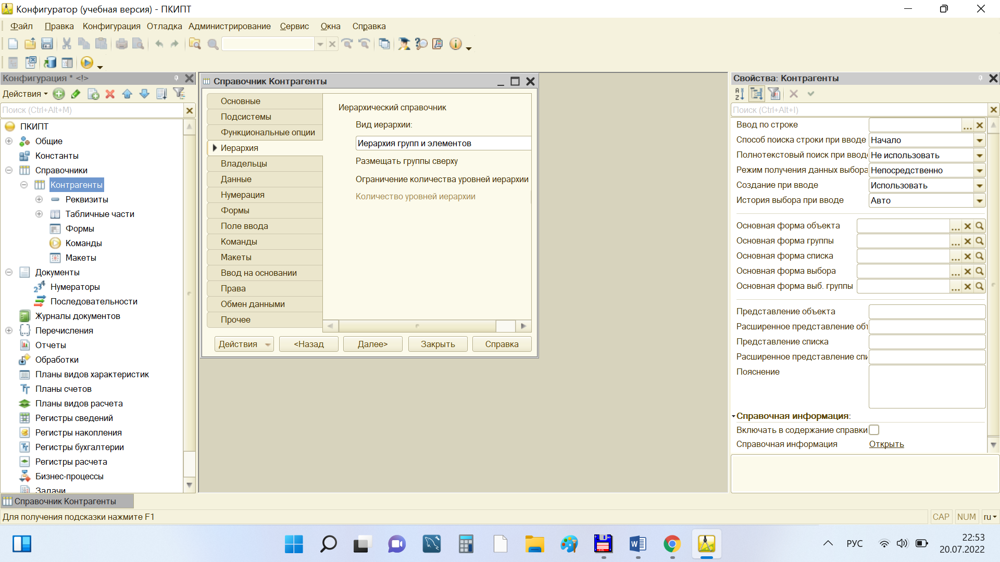 Конфигуратор (учебная версия) - ПКИПТ
Файл Правка Конфигурация Отладка Администрирование Сервис Окна Справка
Конфигурация * <!>
Действия
Поиск (Ctrl+Alt+M)
ПКИПТ
Общие
Константы
Справочники
Контрагенты
Реквизиты
Табличные части
Формы
Команды
Макеты
Документы
Нумераторы
Последовательности
Журналы документов
Перечисления
Отчеты
Обработки
Планы видов характеристик
Планы счетов
Планы видов расчета
Регистры сведений
Регистры накопления
Регистры бухгалтерии
Регистры расчета
Бизнес-процессы
Задачи
Справочник Контрагенты
Основные
Подсистемы
Функциональные опции
Иерархия
Владельцы
Данные
Нумерация
Формы
Поле ввода
Команды
Макеты
Ввод на основании
Права
Обмен данными
Прочее
Иерархический справочник
Вид иерархии:
Иерархия групп и элементов
Размещать группы сверху
Ограничение количества уровней иерархии
Количество уровней иерархии
Действия <Назад Далее> Закрыть Справка
Свойства: Контрагенты
Поиск (Ctrl+Alt+I)
Ввод по строке
Способ поиска строки при вводе Начало
Полнотекстовый поиск при ввод Не использовать
Режим получения данных выбора Непосредственно
Создание при вводе Использовать
История выбора при вводе Авто
Основная форма объекта
Основная форма группы
Основная форма списка
Основная форма выбора
Основная форма выб. группы
Представление объекта
Расширенное представление об
Представление списка
Расширенное представление сп
Пояснение
Справочная информация:
Включать в содержание справки
Справочная информация Открыть
Справочник Контрагенты
Для получения подсказки нажмите F1
CAP NUM ru
РУС
22:53
20.07.2022